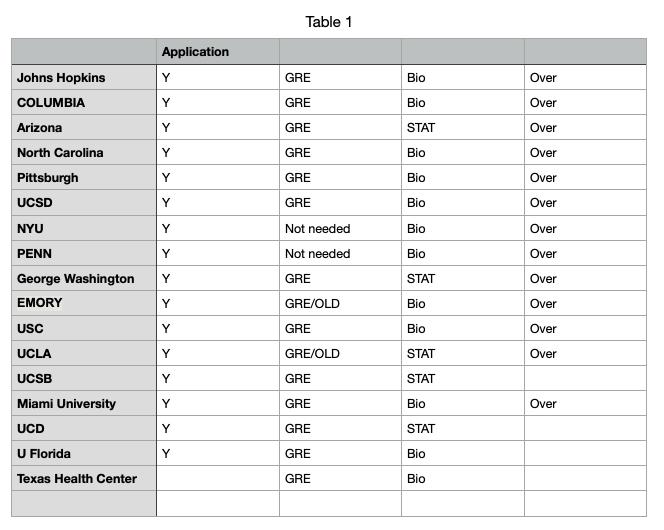 Table 1
Application
Johns Hopkins Y GRE Bio Over
COLUMBIA Y GRE Bio Over
Arizona Y GRE STAT Over
North Carolina Y GRE Bio Over
Pittsburgh Y GRE Bio Over
UCSD Y GRE Bio Over
NYU Y Not needed Bio Over
PENN Y Not needed Bio Over
George Washington Y GRE STAT Over
EMORY Y GRE/OLD Bio Over
USC Y GRE Bio Over
UCLA Y GRE/OLD STAT Over
UCSB Y GRE STAT
Miami University Y GRE Bio Over
UCD Y GRE STAT
U Florida Y GRE Bio
Texas Health Center GRE Bio